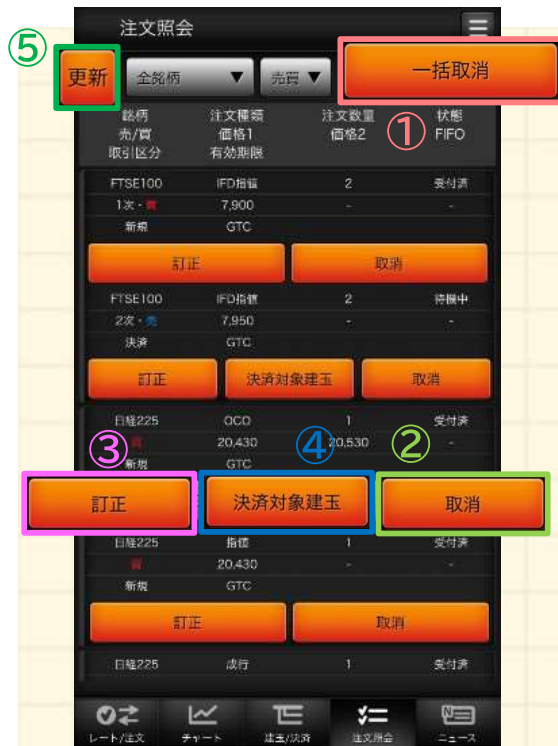 注文照会
⑤
更新 全銘柄 ▼ 売買 ▼ 一括取消
①
銘柄 注文種類 注文数量 状態
売/買 価格1 価格2 FIFO
取引区分 有効期限
FTSE100 IFD指値 2 受付済
1次・買 7,900 - -
新規 GTC
訂正 取消
FTSE100 IFD指値 2 待機中
2次・売 7,950 - -
決済 GTC
訂正 決済対象建玉 取消
日経225 OCO 1 受付済
買 20,430 20,530 -
新規 GTC
③ ④ ②
訂正 決済対象建玉 取消
日経225 指値 1 受付済
買 20,430 - -
新規 GTC
訂正 取消
日経225 成行 1 受付済
レート/注文 チャート 建玉/決済 注文照会 ニュース